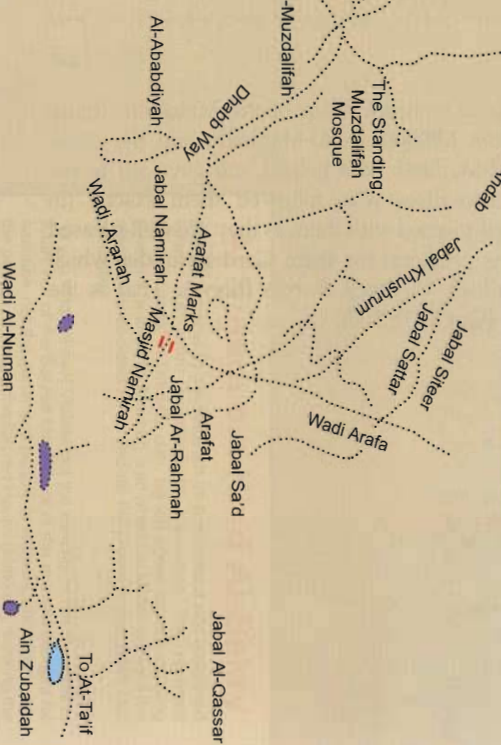 -Muzdalifah
The Standing
Muzdalifah
Mosque
Dhabb Way
Al-Ababdiyah
Jabal Namirah
Wadi Aranah
Arafat Marks
Masjid Namirah
Wadi Al-Numan
ndab
Jabal Khushrum
Jabal Sattar
Jabal Sileer
Wadi Arafa
Jabal Sa'd
Arafat
Jabal Ar-Rahmah
Jabal Al-Qassar
To At-Ta'if
Ain Zubaidah